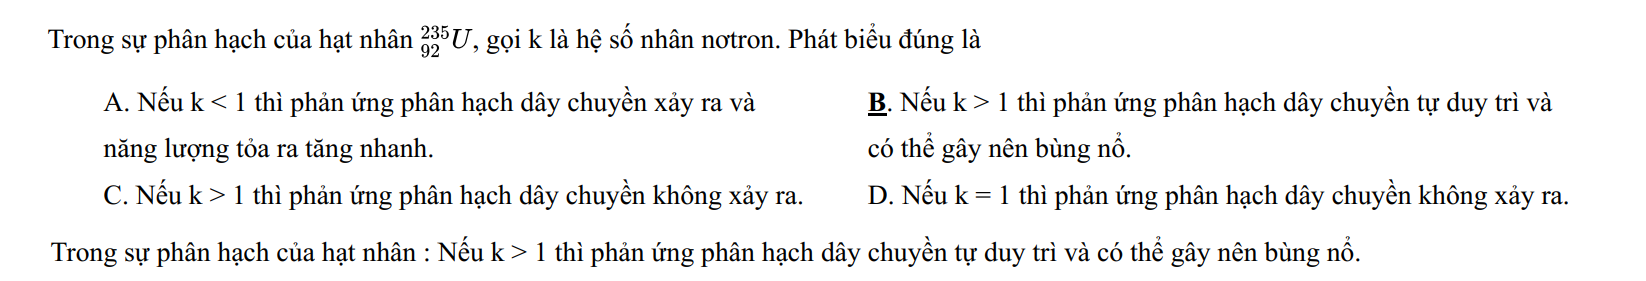 Trong sự phân hạch của hạt nhân $^{235}_{92}U$, gọi k là hệ số nhân nơtron. Phát biểu đúng là
A. Nếu k < 1 thì phản ứng phân hạch dây chuyền xảy ra và
năng lượng tỏa ra tăng nhanh.
B. Nếu k > 1 thì phản ứng phân hạch dây chuyền tự duy trì và
có thể gây nên bùng nổ.
C. Nếu k > 1 thì phản ứng phân hạch dây chuyền không xảy ra.
D. Nếu k = 1 thì phản ứng phân hạch dây chuyền không xảy ra.
Trong sự phân hạch của hạt nhân : Nếu k > 1 thì phản ứng phân hạch dây chuyền tự duy trì và có thể gây nên bùng nổ.